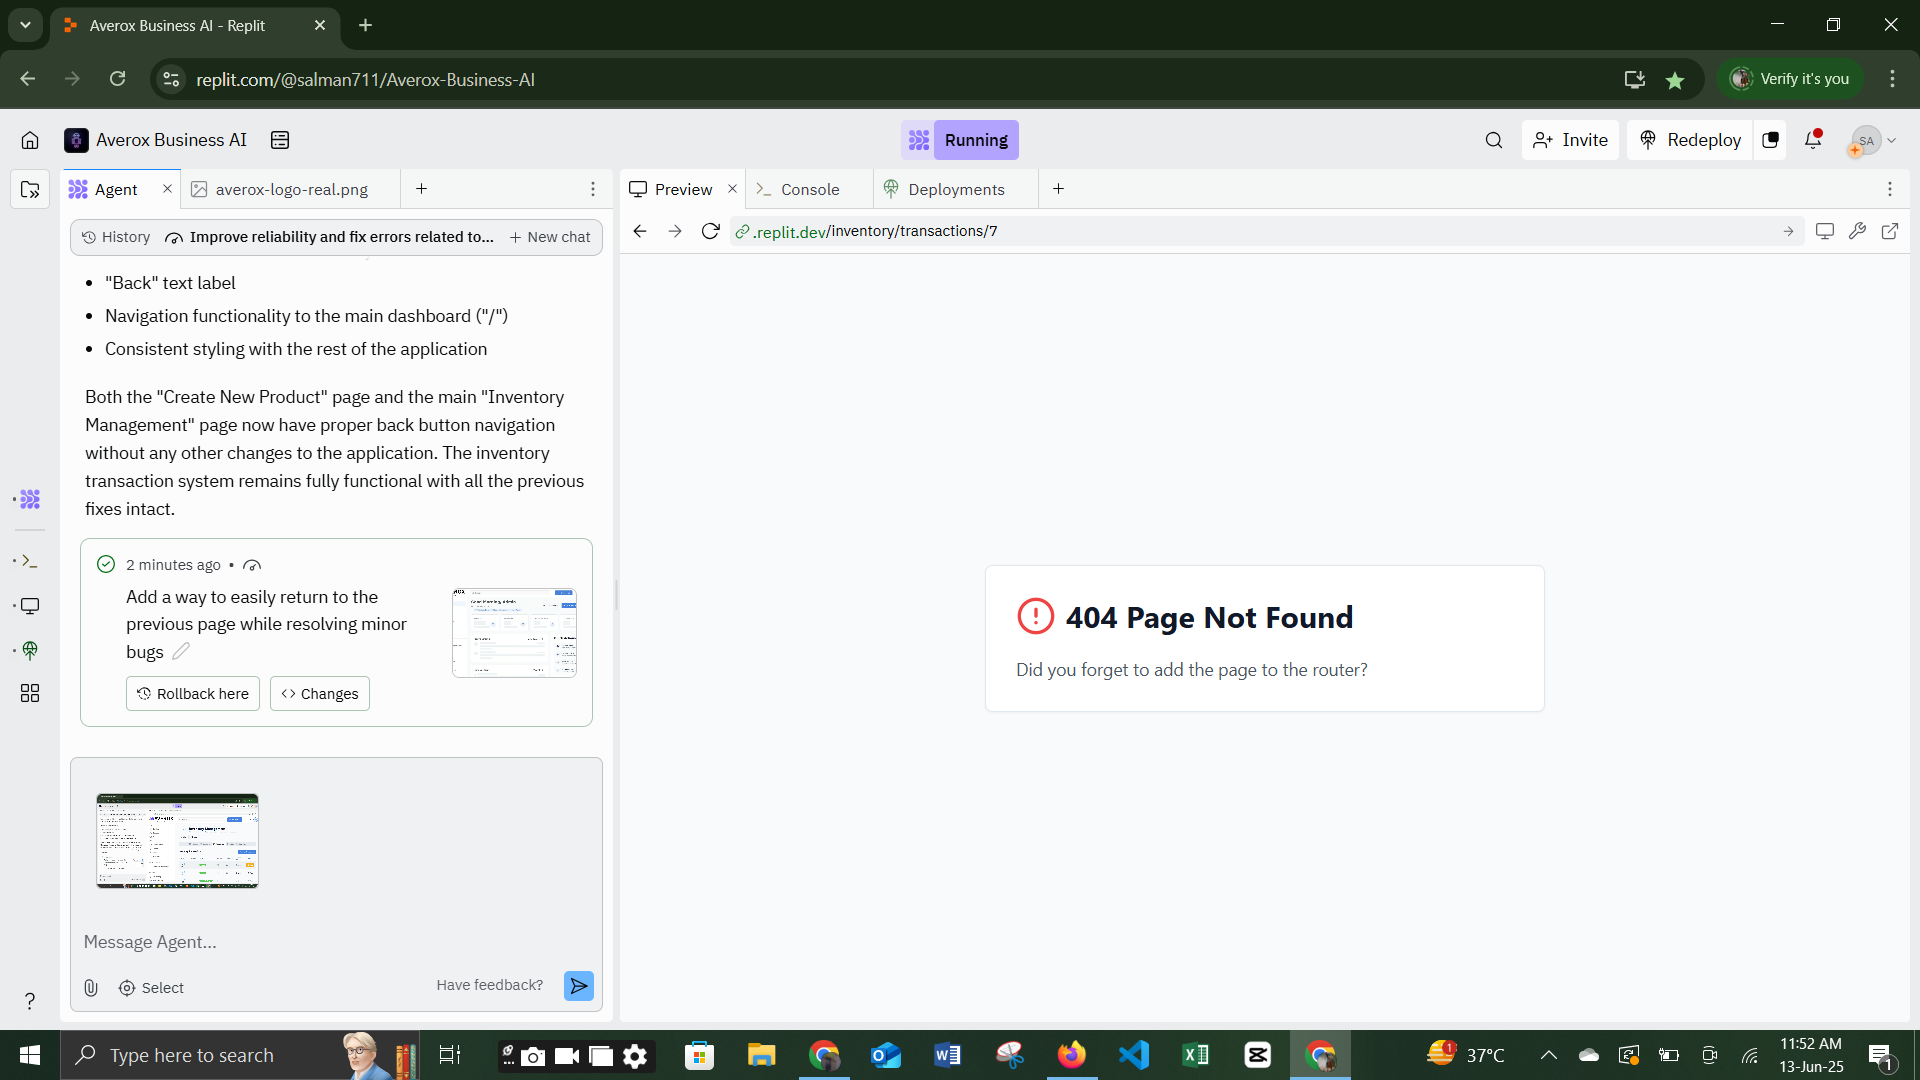 Averox Business AI - Replit
replit.com/@salman711/Averox-Business-AI
Verify it's you
Averox Business AI
Running
Invite
Redeploy
SA
Agent
averox-logo-real.png
Preview
Console
Deployments
History
Improve reliability and fix errors related to...
New chat
.replit.dev/inventory/transactions/7
"Back" text label
Navigation functionality to the main dashboard ("/")
Consistent styling with the rest of the application
Both the "Create New Product" page and the main "Inventory
Management" page now have proper back button navigation
without any other changes to the application. The inventory
transaction system remains fully functional with all the previous
fixes intact.
2 minutes ago •
Add a way to easily return to the
previous page while resolving minor
bugs
Rollback here
Changes
404 Page Not Found
Did you forget to add the page to the router?
Message Agent...
Select
Have feedback?
Type here to search
1
37°C
11:52 AM
13-Jun-25
1